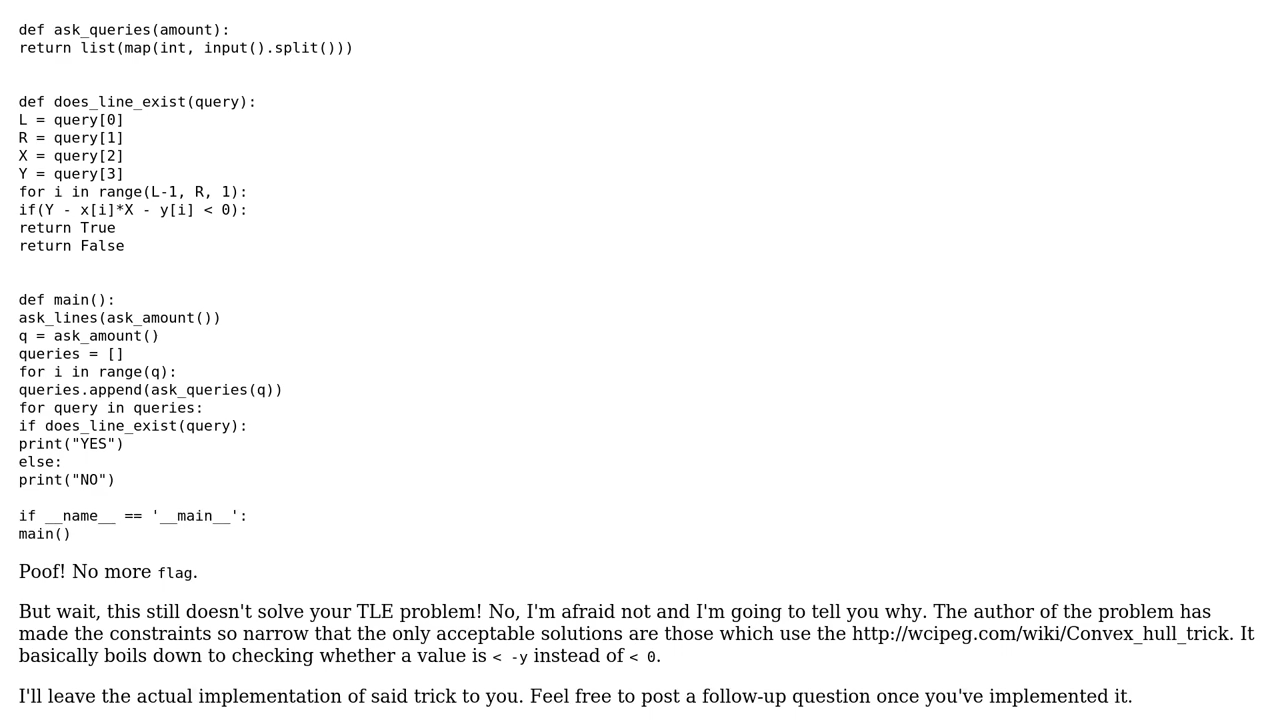 def ask_queries(amount):
return list(map(int, input().split()))
def does_line_exist(query):
L = query[0]
R = query[1]
X = query[2]
Y = query[3]
for i in range(L-1, R, 1):
if(Y - x[i]*X - y[i] < 0):
return True
return False
def main():
ask_lines(ask_amount())
q = ask_amount()
queries = []
for i in range(q):
queries.append(ask_queries(q))
for query in queries:
if does_line_exist(query):
print("YES")
else:
print("NO")
if __name__ == '__main__':
main()
Poof! No more flag.
But wait, this still doesn't solve your TLE problem! No, I'm afraid not and I'm going to tell you why. The author of the problem has
made the constraints so narrow that the only acceptable solutions are those which use the http://wcipeg.com/wiki/Convex_hull_trick. It
basically boils down to checking whether a value is < -y instead of < 0.
I'll leave the actual implementation of said trick to you. Feel free to post a follow-up question once you've implemented it.